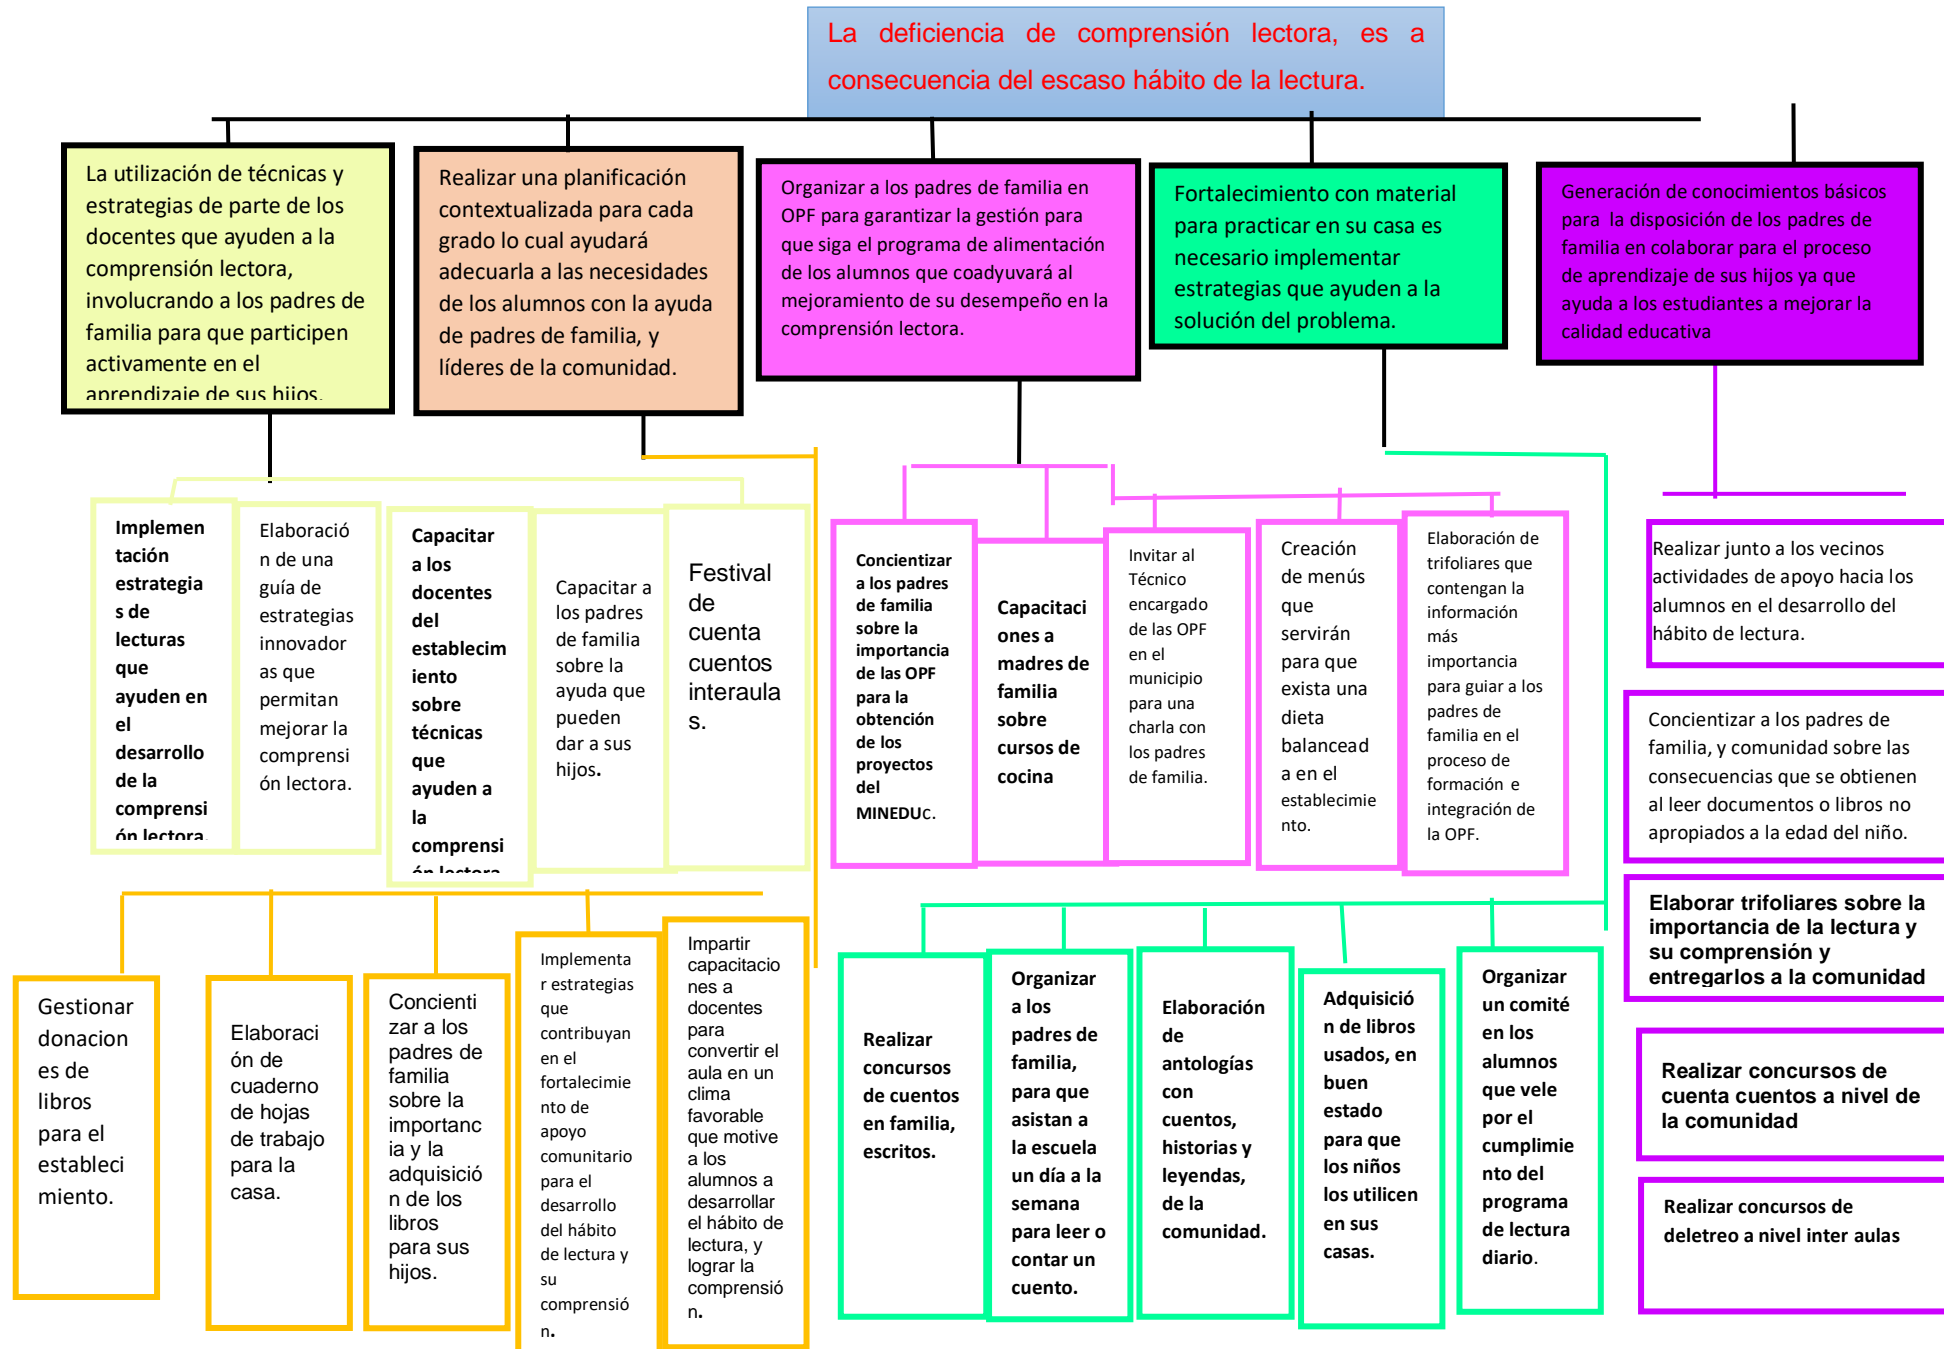 La deficiencia de comprensión lectora, es a
consecuencia del escaso hábito de la lectura.
La utilización de técnicas y
estrategias de parte de los
docentes que ayuden a la
comprensión lectora,
involucrando a los padres de
familia para que participen
activamente en el
aprendizaje de sus hijos.
Realizar una planificación
contextualizada para cada
grado lo cual ayudará
adecuarla a las necesidades
de los alumnos con la ayuda
de padres de familia, y
líderes de la comunidad.
Organizar a los padres de familia en
OPF para garantizar la gestión para
que siga el programa de alimentación
de los alumnos que coadyuvará al
mejoramiento de su desempeño en la
comprensión lectora.
Fortalecimiento con material
para practicar en su casa es
necesario implementar
estrategias que ayuden a la
solución del problema.
Generación de conocimientos básicos
para la disposición de los padres de
familia en colaborar para el proceso
de aprendizaje de sus hijos ya que
ayuda a los estudiantes a mejorar la
calidad educativa
Implemen
tación
estrategia
s de
lecturas
que
ayuden en
el
desarrollo
de la
comprensi
ón lectora.
Elaboració
n de una
guía de
estrategias
innovador
as que
permitan
mejorar la
comprensi
ón lectora.
Capacitar
a los
docentes
del
establecim
iento
sobre
técnicas
que
ayuden a
la
comprensi
ón lectora
Capacitar a
los padres
de familia
sobre la
ayuda que
pueden
dar a sus
hijos.
Festival
de
cuenta
cuentos
interaula
s.
Concientizar
a los padres
de familia
sobre la
importancia
de las OPF
para la
obtención
de los
proyectos
del
MINEDUC.
Capacitaci
ones a
madres de
familia
sobre
cursos de
cocina
Invitar al
Técnico
encargado
de las OPF
en el
municipio
para una
charla con
los padres
de familia.
Creación
de menús
que
servirán
para que
exista una
dieta
balancead
a en el
establecimie
nto.
Elaboración de
trifoliares que
contengan la
información
más
importancia
para guiar a los
padres de
familia en el
proceso de
formación e
integración de
la OPF.
Realizar junto a los vecinos
actividades de apoyo hacia los
alumnos en el desarrollo del
hábito de lectura.
Concientizar a los padres de
familia, y comunidad sobre las
consecuencias que se obtienen
al leer documentos o libros no
apropiados a la edad del niño.
Elaborar trifoliares sobre la
importancia de la lectura y
su comprensión y
entregarlos a la comunidad
Realizar concursos de
cuenta cuentos a nivel de
la comunidad
Realizar concursos de
deletreo a nivel inter aulas
Gestionar
donacion
es de
libros
para el
estableci
miento.
Elaboraci
ón de
cuaderno
de hojas
de trabajo
para la
casa.
Concienti
zar a los
padres de
familia
sobre la
importanc
ia y la
adquisició
n de los
libros
para sus
hijos.
Implementa
r estrategias
que
contribuyan
en el
fortalecimie
nto de
apoyo
comunitario
para el
desarrollo
del hábito
de lectura y
su
comprensió
n.
Impartir
capacitacio
nes a
docentes
para
convertir el
aula en un
clima
favorable
que motive
a los
alumnos a
desarrollar
el hábito de
lectura, y
lograr la
comprensió
n.
Realizar
concursos
de cuentos
en familia,
escritos.
Organizar
a los
padres de
familia,
para que
asistan a
la escuela
un día a la
semana
para leer o
contar un
cuento.
Elaboración
de
antologías
con
cuentos,
historias y
leyendas,
de la
comunidad.
Adquisició
n de libros
usados, en
buen
estado
para que
los niños
los utilicen
en sus
casas.
Organizar
un comité
en los
alumnos
que vele
por el
cumplimie
nto del
programa
de lectura
diario.